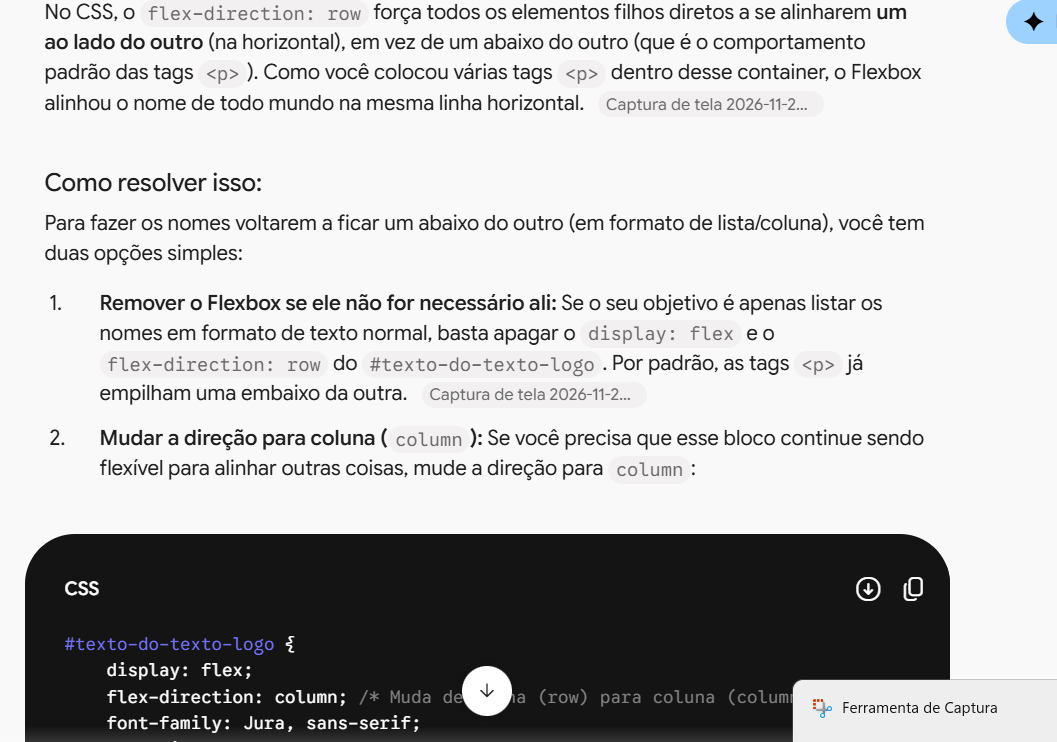 No CSS, o flex-direction: row força todos os elementos filhos diretos a se alinharem um
ao lado do outro (na horizontal), em vez de um abaixo do outro (que é o comportamento
padrão das tags <p>). Como você colocou várias tags <p> dentro desse container, o Flexbox
alinhou o nome de todo mundo na mesma linha horizontal. Captura de tela 2026-11-2...
Como resolver isso:
Para fazer os nomes voltarem a ficar um abaixo do outro (em formato de lista/coluna), você tem
duas opções simples:
1. Remover o Flexbox se ele não for necessário ali: Se o seu objetivo é apenas listar os
nomes em formato de texto normal, basta apagar o display: flex e o
flex-direction: row do #texto-do-texto-logo. Por padrão, as tags <p> já
empilham uma embaixo da outra. Captura de tela 2026-11-2...
2. Mudar a direção para coluna (column): Se você precisa que esse bloco continue sendo
flexível para alinhar outras coisas, mude a direção para column:
CSS
#texto-do-texto-logo {
display: flex;
flex-direction: column; /* Muda de (row) para coluna
font-family: Jura, sans-serif;
Ferramenta de Captura